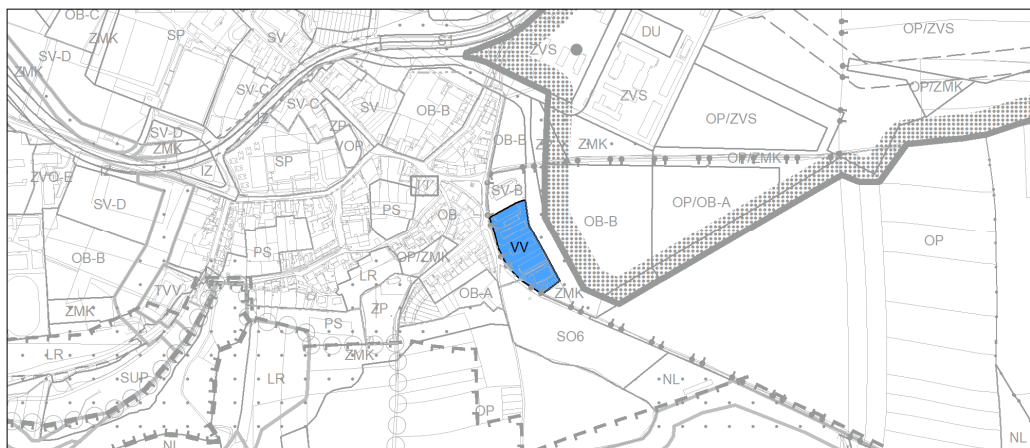 OB-C
ZMK
SP
SV
S1
ZVS
DU
OP/ZVS
SV-D
ZMK
SV-C
SV-C
SV
OB-B
ZVS
OP/ZMK
SV-D
ZMK
IZ
ZP
VOP
OB-B
ZMK
OP/ZVS
ZVO-E
IZ
IZ
SP
OP/ZMK
SV-D
PS
SV-B
OP/OB-A
OB
OB-B
VV
OP
OB-B
PS
OP/ZMK
LR
TVV
OB-A
ZMK
ZMK
PS
ZP
SO6
LR
ZMK
SUP
LR
NL
OP
NL
NL